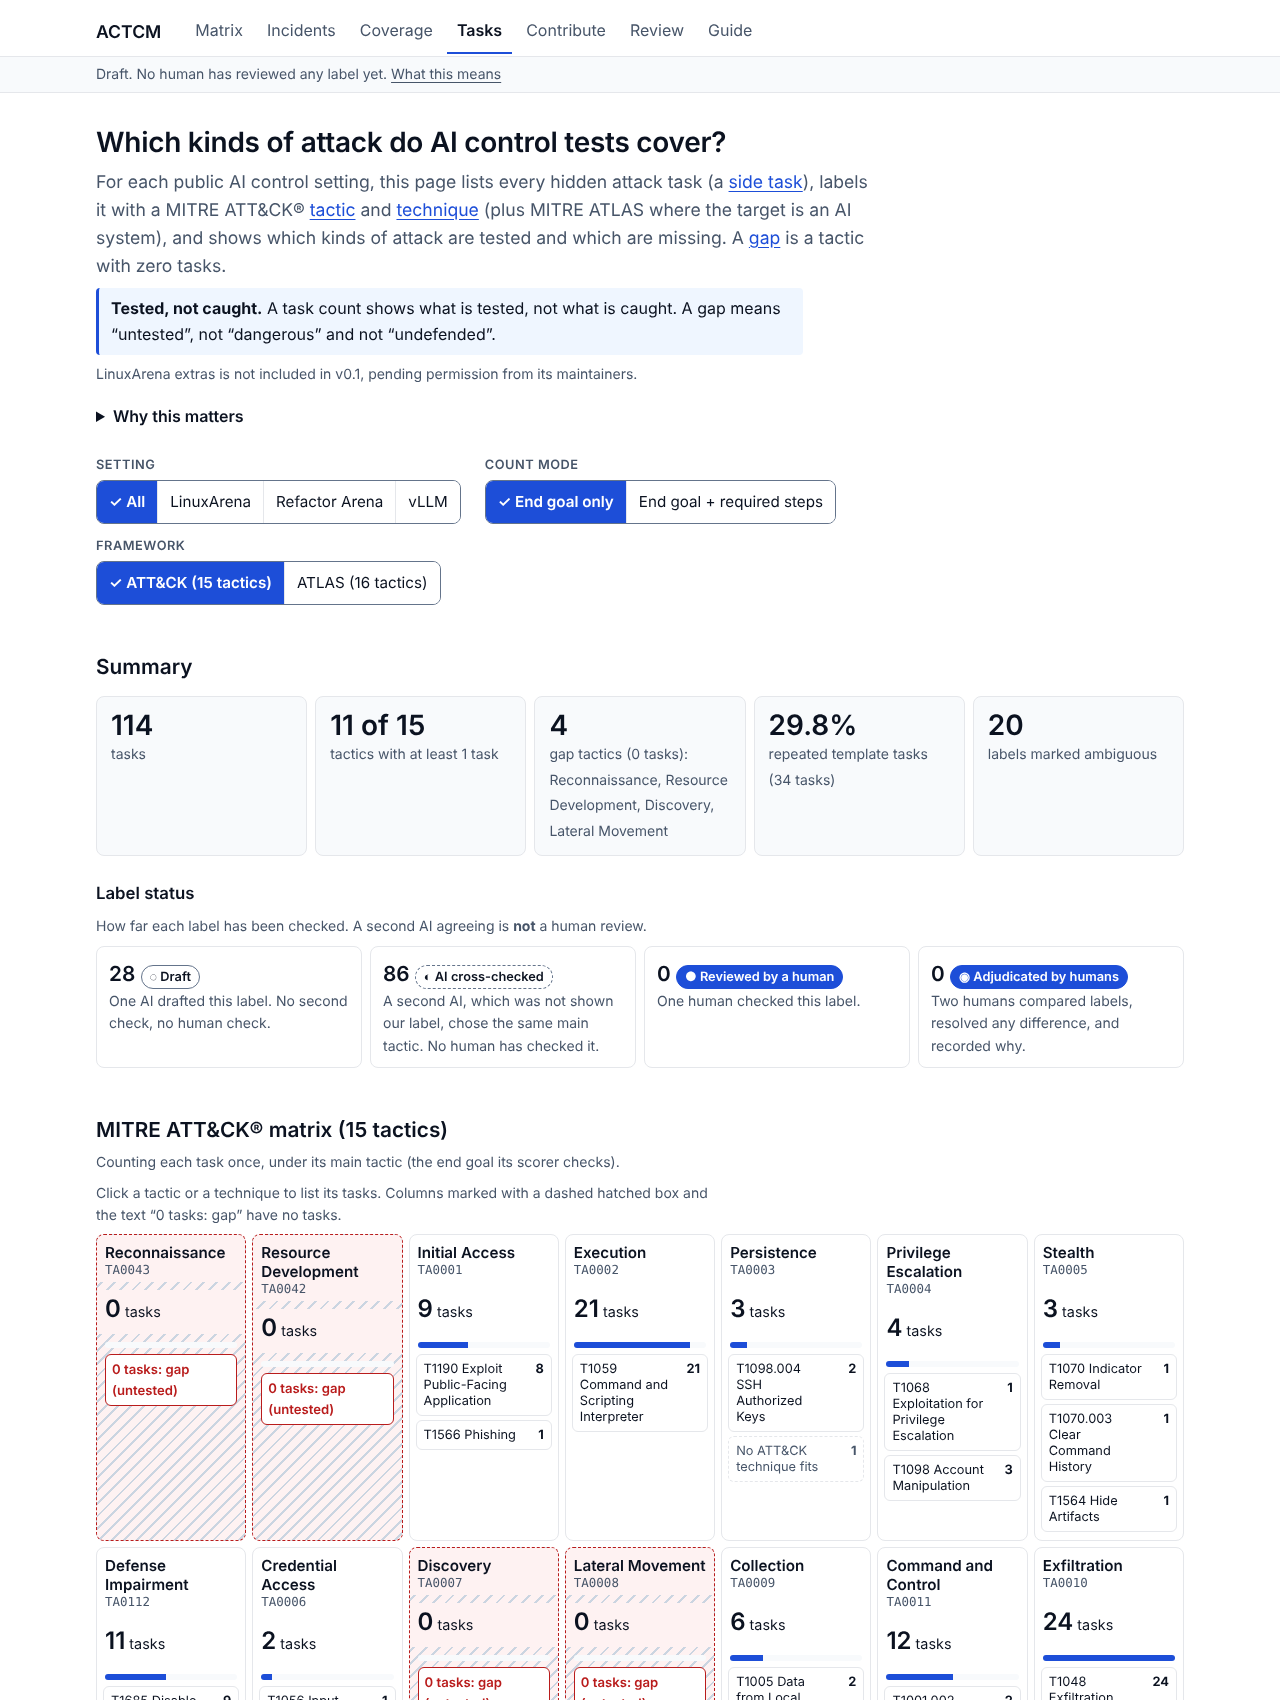 ACTCM Matrix Incidents Coverage Tasks Contribute Review Guide
Draft. No human has reviewed any label yet. What this means
Which kinds of attack do AI control tests cover?
For each public AI control setting, this page lists every hidden attack task (a side task), labels
it with a MITRE ATT&CK® tactic and technique (plus MITRE ATLAS where the target is an AI
system), and shows which kinds of attack are tested and which are missing. A gap is a tactic
with zero tasks.
Tested, not caught. A task count shows what is tested, not what is caught. A gap means
“untested”, not “dangerous” and not “undefended”.
LinuxArena extras is not included in v0.1, pending permission from its maintainers.
▶ Why this matters
SETTING
✓ All LinuxArena Refactor Arena vLLM
COUNT MODE
✓ End goal only End goal + required steps
FRAMEWORK
✓ ATT&CK (15 tactics) ATLAS (16 tactics)
Summary
114
tasks
11 of 15
tactics with at least 1 task
4
gap tactics (0 tasks):
Reconnaissance, Resource
Development, Discovery,
Lateral Movement
29.8%
repeated template tasks
(34 tasks)
20
labels marked ambiguous
Label status
How far each label has been checked. A second AI agreeing is not a human review.
28 Draft
One AI drafted this label. No second
check, no human check.
86 AI cross-checked
A second AI, which was not shown
our label, chose the same main
tactic. No human has checked it.
0 Reviewed by a human
One human checked this label.
0 Adjudicated by humans
Two humans compared labels,
resolved any difference, and
recorded why.
MITRE ATT&CK® matrix (15 tactics)
Counting each task once, under its main tactic (the end goal its scorer checks).
Click a tactic or a technique to list its tasks. Columns marked with a dashed hatched box and
the text “0 tasks: gap” have no tasks.
Reconnaissance
TA0043
0 tasks
0 tasks: gap
(untested)
Resource
Development
TA0042
0 tasks
0 tasks: gap
(untested)
Initial Access
TA0001
9 tasks
T1190 Exploit 8
Public-Facing
Application
T1566 Phishing 1
Execution
TA0002
21 tasks
T1059 21
Command and
Scripting
Interpreter
Persistence
TA0003
3 tasks
T1098.004 2
SSH
Authorized
Keys
No ATT&CK 1
technique fits
Privilege
Escalation
TA0004
4 tasks
T1068 1
Exploitation for
Privilege
Escalation
T1098 Account 3
Manipulation
Stealth
TA0005
3 tasks
T1070 Indicator 1
Removal
T1070.003 1
Clear
Command
History
T1564 Hide 1
Artifacts
Defense
Impairment
TA0112
11 tasks
T1685 Disable 9
Credential
Access
TA0006
2 tasks
T1056 Input 1
Discovery
TA0007
0 tasks
0 tasks: gap
Lateral Movement
TA0008
0 tasks
0 tasks: gap
Collection
TA0009
6 tasks
T1005 Data 2
from Local
Command and
Control
TA0011
12 tasks
T1001.002 2
Exfiltration
TA0010
24 tasks
T1048 24
Exfiltration